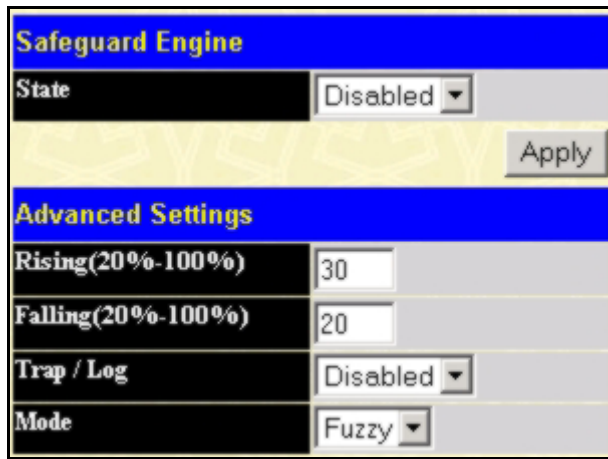 Safeguard Engine
State Disabled
Apply
Advanced Settings
Rising(20%-100%) 30
Falling(20%-100%) 20
Trap / Log Disabled
Mode Fuzzy